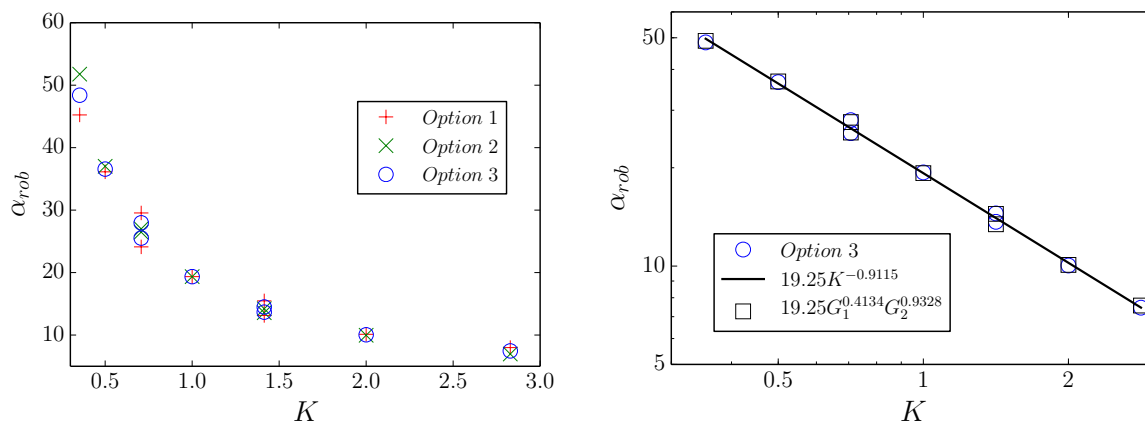 60
50
40
30
20
10
α_rob
0.5 1.0 1.5 2.0 2.5 3.0
K
Option 1
Option 2
Option 3
50
10
5
α_rob
0.5 1 2
K
Option 3
19.25K^{-0.9115}
19.25G_1^{0.4134}G_2^{0.9328}